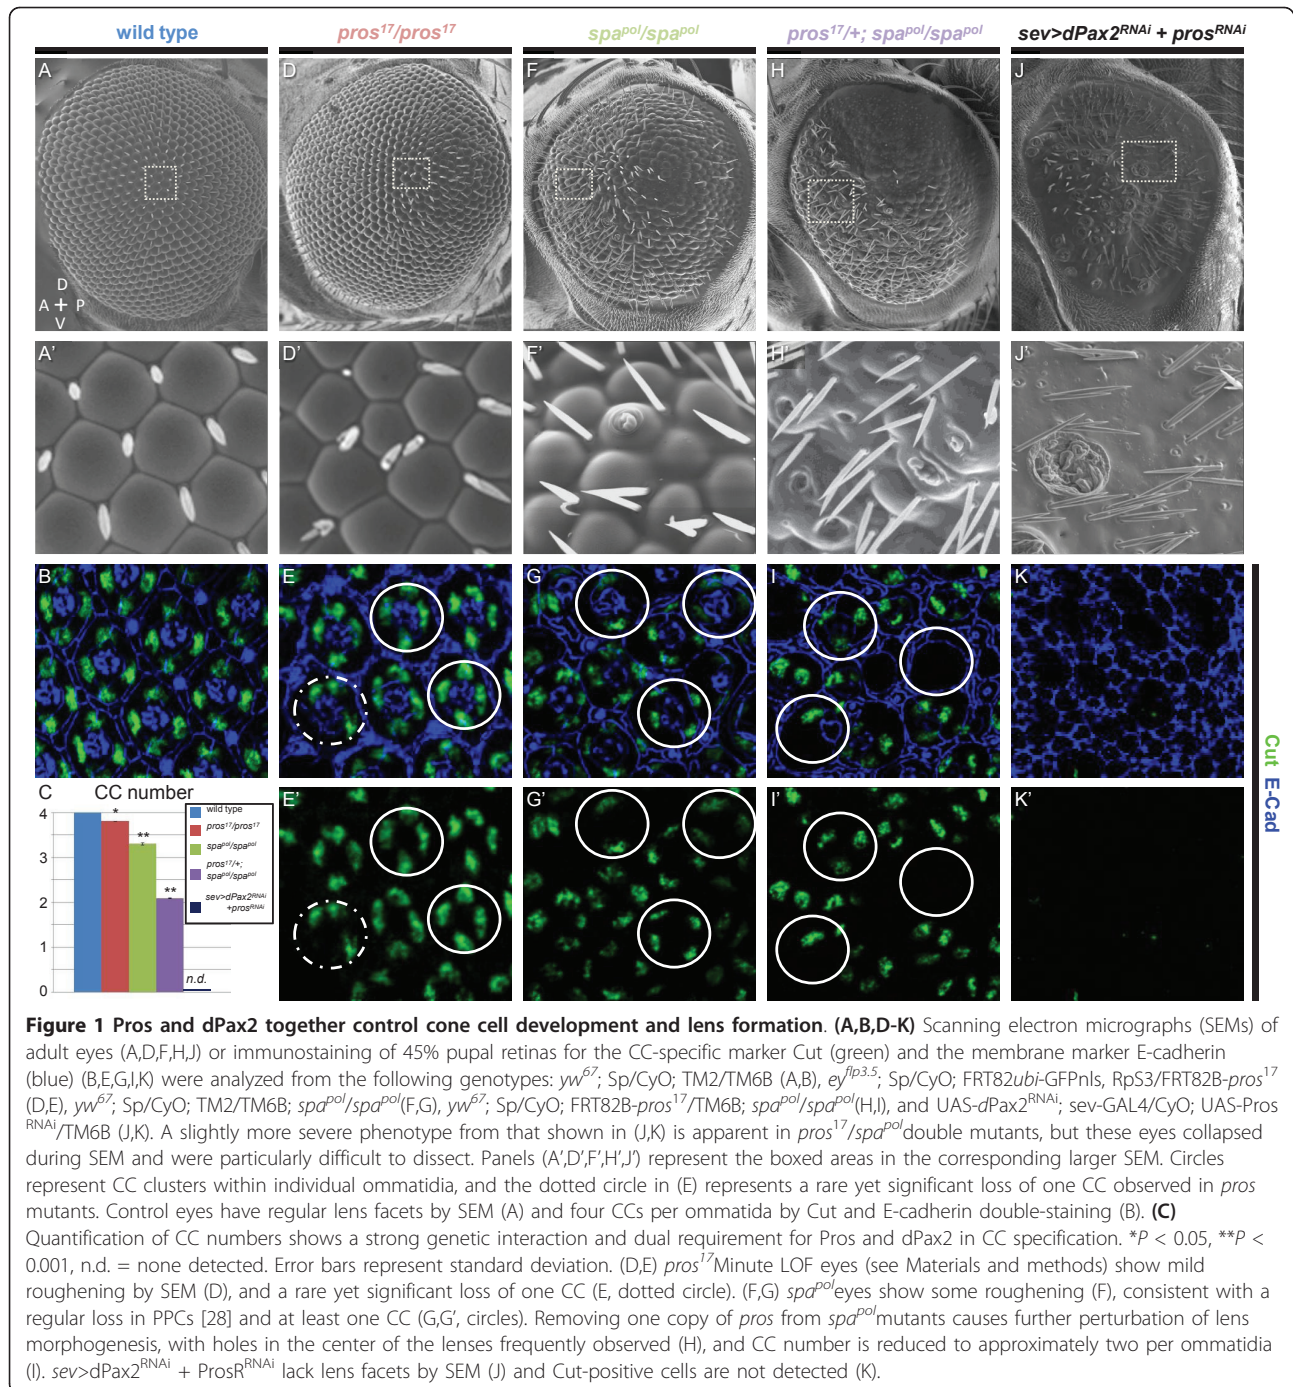 wild type pros¹⁷/pros¹⁷ spaᵖᵒˡ/spaᵖᵒˡ pros¹⁷/+; spaᵖᵒˡ/spaᵖᵒˡ sev>dPax2ᴿᴺᴬⁱ + prosᴿᴺᴬⁱ
A D F H J
D
A + P
V
A’ D’ F’ H’ J’
B E G I K
Cut E-Cad
C CC number
E’ G’ I’ K’
4
3
2
1
0
* ** ** n.d.
wild type
pros¹⁷/pros¹⁷
spaᵖᵒˡ/spaᵖᵒˡ
pros¹⁷/+;
spaᵖᵒˡ/spaᵖᵒˡ
sev>dPax2ᴿᴺᴬⁱ
+prosᴿᴺᴬⁱ
Figure 1 Pros and dPax2 together control cone cell development and lens formation. (A,B,D-K) Scanning electron micrographs (SEMs) of
adult eyes (A,D,F,H,J) or immunostaining of 45% pupal retinas for the CC-specific marker Cut (green) and the membrane marker E-cadherin
(blue) (B,E,G,I,K) were analyzed from the following genotypes: yw⁶⁷; Sp/CyO; TM2/TM6B (A,B), eyᶠˡᵖ³·⁵; Sp/CyO; FRT82ubi-GFPnls, RpS3/FRT82B-pros¹⁷
(D,E), yw⁶⁷; Sp/CyO; TM2/TM6B; spaᵖᵒˡ/spaᵖᵒˡ(F,G), yw⁶⁷; Sp/CyO; FRT82B-pros¹⁷/TM6B; spaᵖᵒˡ/spaᵖᵒˡ(H,I), and UAS-dPax2ᴿᴺᴬⁱ; sev-GAL4/CyO; UAS-Pros
ᴿᴺᴬⁱ/TM6B (J,K). A slightly more severe phenotype from that shown in (J,K) is apparent in pros¹⁷/spaᵖᵒˡdouble mutants, but these eyes collapsed
during SEM and were particularly difficult to dissect. Panels (A’,D’,F’,H’,J’) represent the boxed areas in the corresponding larger SEM. Circles
represent CC clusters within individual ommatidia, and the dotted circle in (E) represents a rare yet significant loss of one CC observed in pros
mutants. Control eyes have regular lens facets by SEM (A) and four CCs per ommatida by Cut and E-cadherin double-staining (B). (C)
Quantification of CC numbers shows a strong genetic interaction and dual requirement for Pros and dPax2 in CC specification. *P < 0.05, **P <
0.001, n.d. = none detected. Error bars represent standard deviation. (D,E) pros¹⁷Minute LOF eyes (see Materials and methods) show mild
roughening by SEM (D), and a rare yet significant loss of one CC (E, dotted circle). (F,G) spaᵖᵒˡeyes show some roughening (F), consistent with a
regular loss in PPCs [28] and at least one CC (G,G’, circles). Removing one copy of pros from spaᵖᵒˡmutants causes further perturbation of lens
morphogenesis, with holes in the center of the lenses frequently observed (H), and CC number is reduced to approximately two per ommatidia
(I). sev>dPax2ᴿᴺᴬⁱ + ProsRᴿᴺᴬⁱ lack lens facets by SEM (J) and Cut-positive cells are not detected (K).